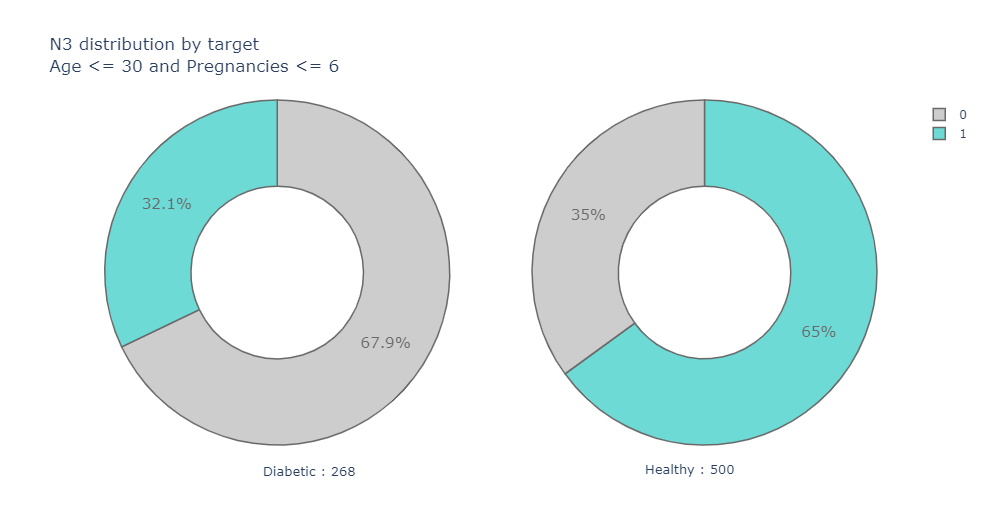 N3 distribution by target
Age <= 30 and Pregnancies <= 6
0
1
32.1%
67.9%
35%
65%
Diabetic : 268
Healthy : 500